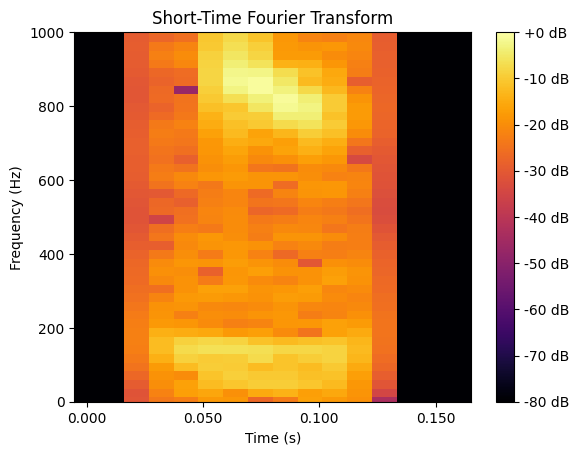 Short-Time Fourier Transform
1000
800
600
400
200
0
Frequency (Hz)
0.000
0.050
0.100
0.150
Time (s)
+0 dB
-10 dB
-20 dB
-30 dB
-40 dB
-50 dB
-60 dB
-70 dB
-80 dB